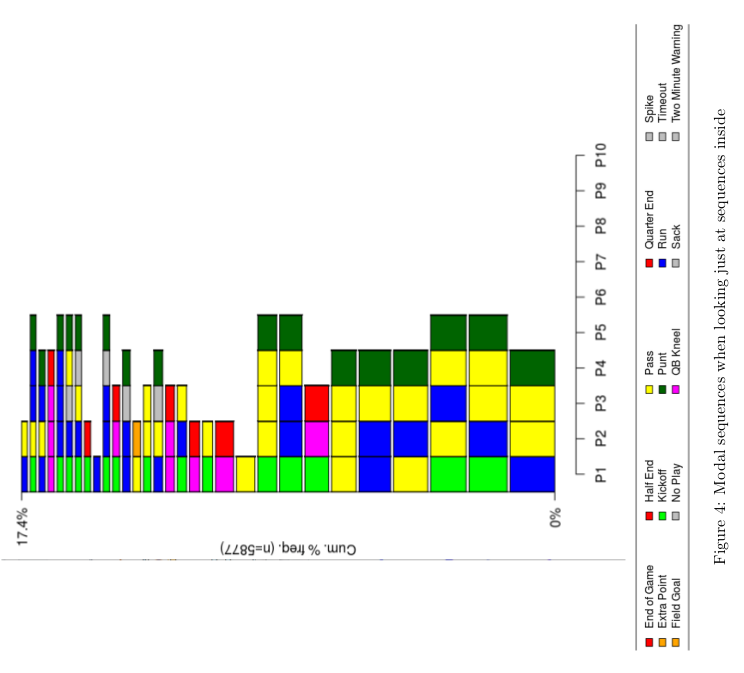 17.4%
0%
Cum. % freq. (n=5877)
P1 P2 P3 P4 P5 P6 P7 P8 P9 P10
End of Game Half End Pass Quarter End Spike
Extra Point Kickoff Punt Run Timeout
Field Goal No Play QB Kneel Sack Two Minute Warning
Figure 4: Modal sequences when looking just at sequences inside